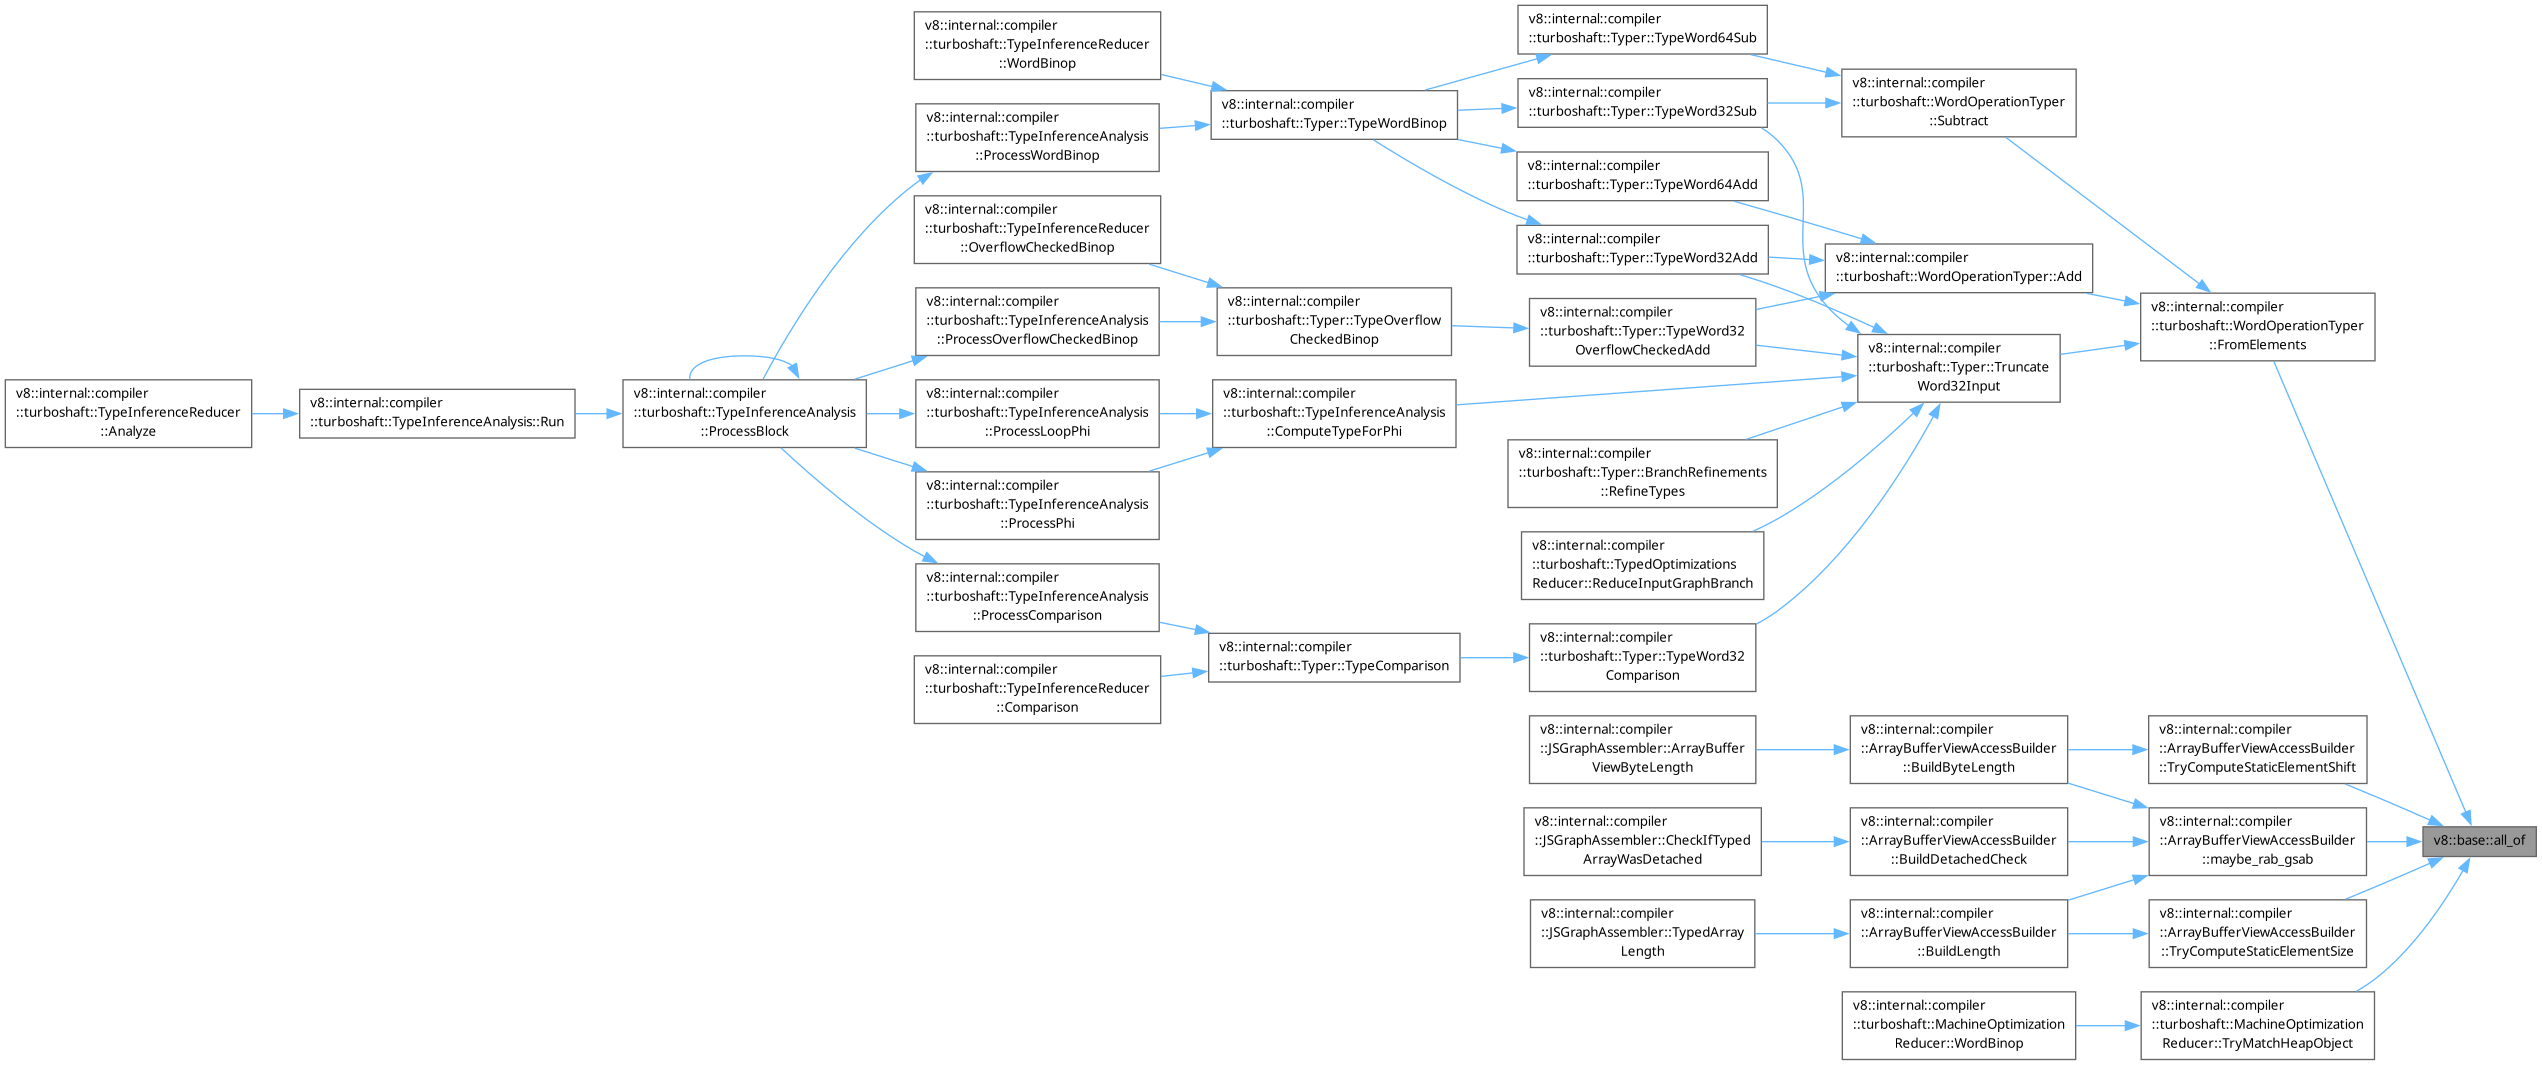 v8::internal::compiler
::turboshaft::TypeInferenceReducer
::Analyze
v8::internal::compiler
::turboshaft::TypeInferenceAnalysis::Run
v8::internal::compiler
::turboshaft::TypeInferenceAnalysis
::ProcessBlock
v8::internal::compiler
::turboshaft::TypeInferenceReducer
::WordBinop
v8::internal::compiler
::turboshaft::TypeInferenceAnalysis
::ProcessWordBinop
v8::internal::compiler
::turboshaft::TypeInferenceReducer
::OverflowCheckedBinop
v8::internal::compiler
::turboshaft::TypeInferenceAnalysis
::ProcessOverflowCheckedBinop
v8::internal::compiler
::turboshaft::TypeInferenceAnalysis
::ProcessLoopPhi
v8::internal::compiler
::turboshaft::TypeInferenceAnalysis
::ProcessPhi
v8::internal::compiler
::turboshaft::TypeInferenceAnalysis
::ProcessComparison
v8::internal::compiler
::turboshaft::TypeInferenceReducer
::Comparison
v8::internal::compiler
::turboshaft::Typer::TypeWordBinop
v8::internal::compiler
::turboshaft::Typer::TypeOverflow
CheckedBinop
v8::internal::compiler
::turboshaft::TypeInferenceAnalysis
::ComputeTypeForPhi
v8::internal::compiler
::turboshaft::Typer::TypeComparison
v8::internal::compiler
::turboshaft::Typer::TypeWord64Sub
v8::internal::compiler
::turboshaft::Typer::TypeWord32Sub
v8::internal::compiler
::turboshaft::Typer::TypeWord64Add
v8::internal::compiler
::turboshaft::Typer::TypeWord32Add
v8::internal::compiler
::turboshaft::Typer::TypeWord32
OverflowCheckedAdd
v8::internal::compiler
::turboshaft::Typer::BranchRefinements
::RefineTypes
v8::internal::compiler
::turboshaft::TypedOptimizations
Reducer::ReduceInputGraphBranch
v8::internal::compiler
::turboshaft::Typer::TypeWord32
Comparison
v8::internal::compiler
::JSGraphAssembler::ArrayBuffer
ViewByteLength
v8::internal::compiler
::JSGraphAssembler::CheckIfTyped
ArrayWasDetached
v8::internal::compiler
::JSGraphAssembler::TypedArray
Length
v8::internal::compiler
::turboshaft::WordOperationTyper
::Subtract
v8::internal::compiler
::turboshaft::WordOperationTyper::Add
v8::internal::compiler
::turboshaft::Typer::Truncate
Word32Input
v8::internal::compiler
::ArrayBufferViewAccessBuilder
::BuildByteLength
v8::internal::compiler
::ArrayBufferViewAccessBuilder
::BuildDetachedCheck
v8::internal::compiler
::ArrayBufferViewAccessBuilder
::BuildLength
v8::internal::compiler
::turboshaft::MachineOptimization
Reducer::WordBinop
v8::internal::compiler
::turboshaft::WordOperationTyper
::FromElements
v8::internal::compiler
::ArrayBufferViewAccessBuilder
::TryComputeStaticElementShift
v8::internal::compiler
::ArrayBufferViewAccessBuilder
::maybe_rab_gsab
v8::internal::compiler
::ArrayBufferViewAccessBuilder
::TryComputeStaticElementSize
v8::internal::compiler
::turboshaft::MachineOptimization
Reducer::TryMatchHeapObject
v8::base::all_of